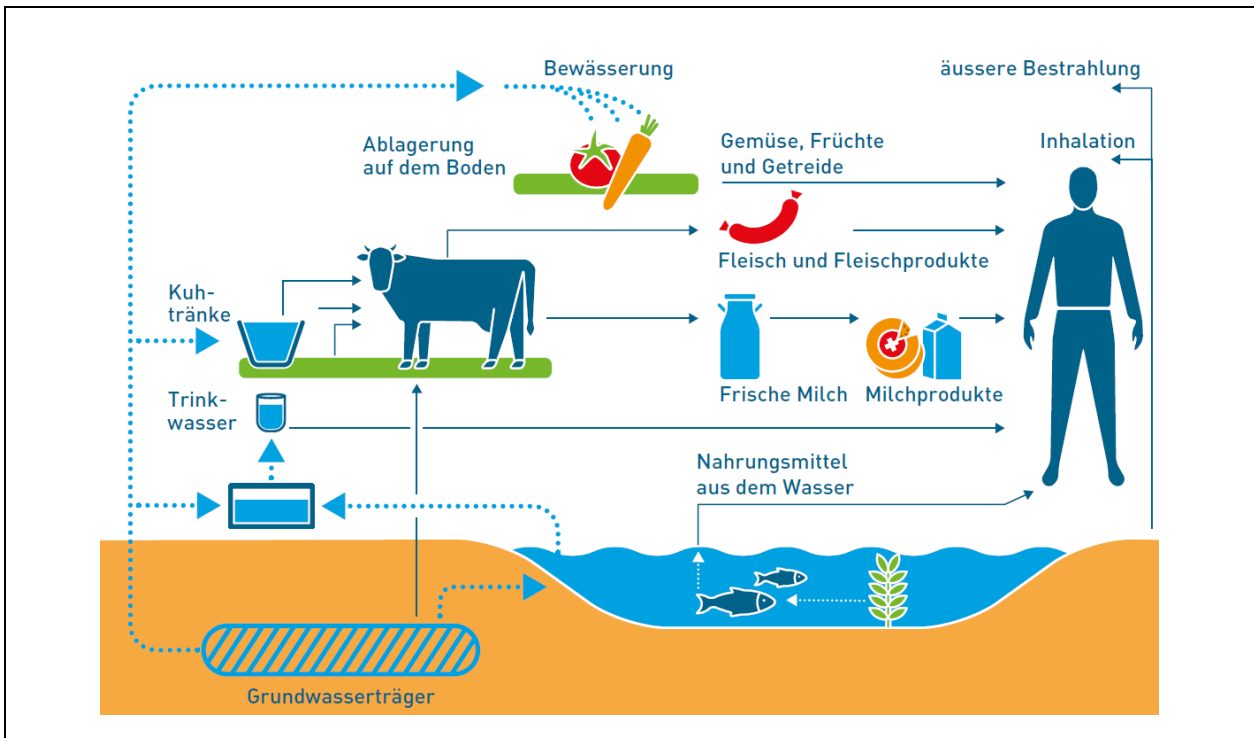 Bewässerung
äussere Bestrahlung
Ablagerung
auf dem Boden
Gemüse, Früchte
und Getreide
Inhalation
Fleisch und Fleischprodukte
Kuh-
tränke
Frische Milch
Milchprodukte
Trink-
wasser
Nahrungsmittel
aus dem Wasser
Grundwasserträger